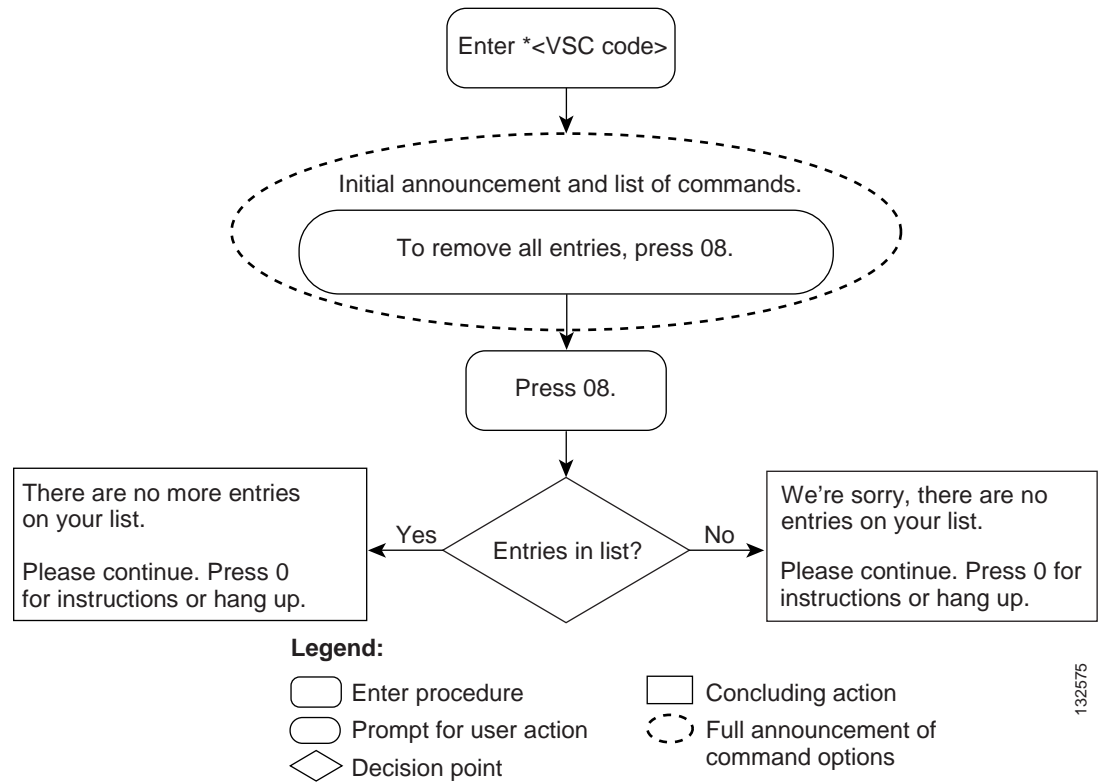 Enter *<VSC code>
Initial announcement and list of commands.
To remove all entries, press 08.
Press 08.
There are no more entries
on your list.
Please continue. Press 0
for instructions or hang up.
Yes
Entries in list?
No
We're sorry, there are no
entries on your list.
Please continue. Press 0 for
instructions or hang up.
Legend:
Enter procedure
Prompt for user action
Decision point
Concluding action
Full announcement of
command options
132575